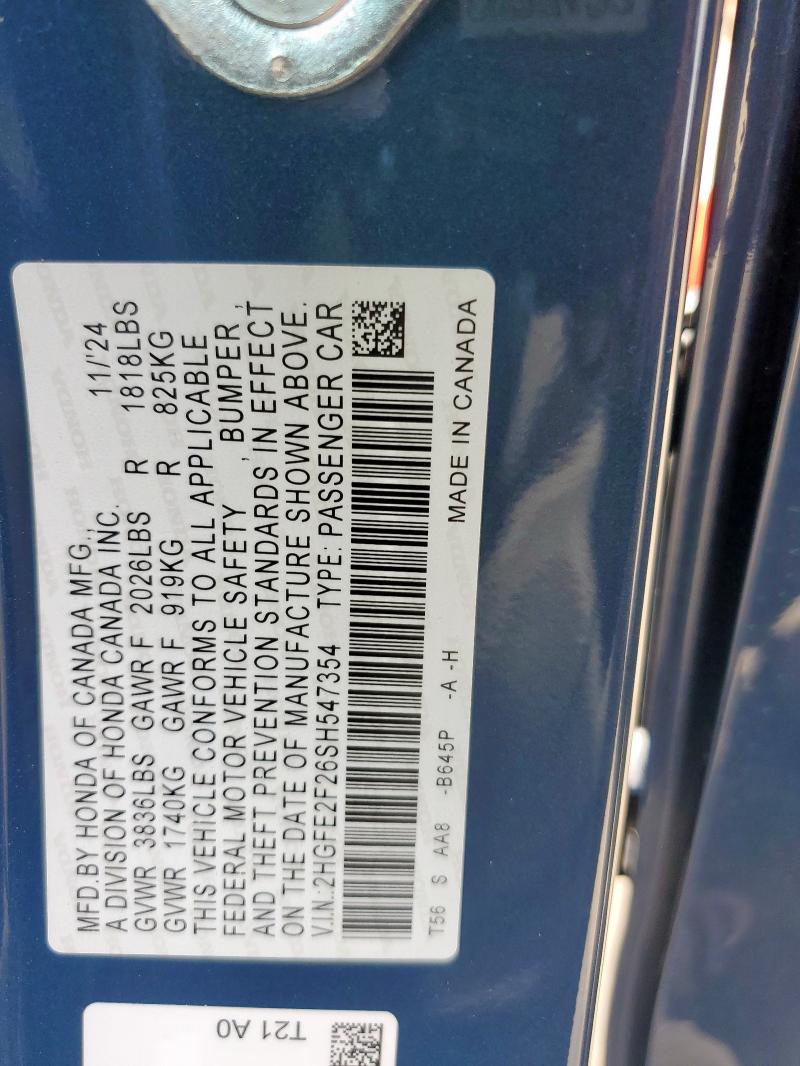 MFD.BY HONDA OF CANADA MFG., 11/'24
A DIVISION OF HONDA CANADA INC.
GVWR 3836LBS GAWR F 2026LBS R 1818LBS
GVWR 1740KG GAWR F 919KG R 825KG
THIS VEHICLE CONFORMS TO ALL APPLICABLE
FEDERAL MOTOR VEHICLE SAFETY , BUMPER ,
AND THEFT PREVENTION STANDARDS IN EFFECT
ON THE DATE OF MANUFACTURE SHOWN ABOVE.
V.I.N.:2HGFE2F26SH547354 TYPE: PASSENGER CAR
T56 S AA8 -B645P -A -H MADE IN CANADA
T21 A0